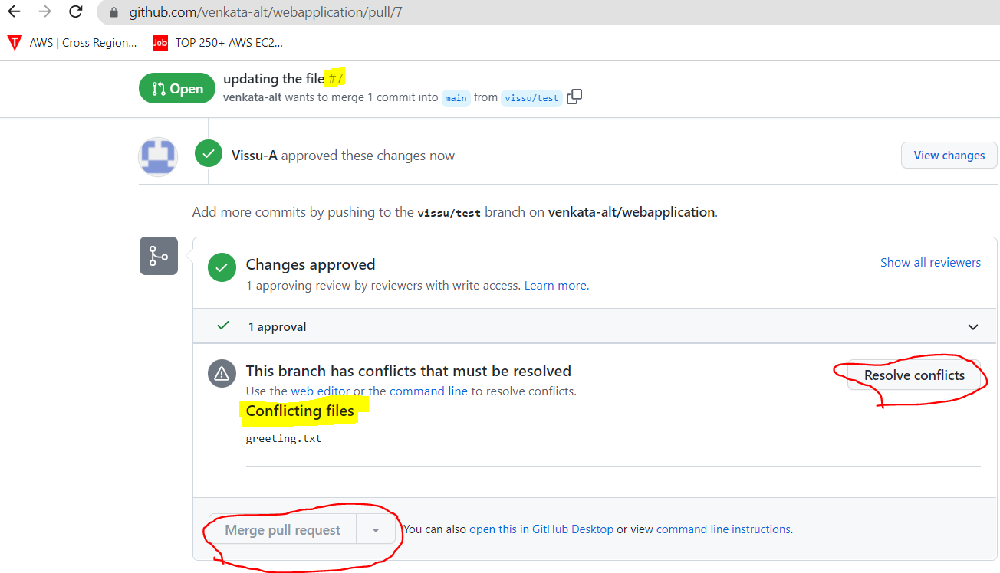 github.com/venkata-alt/webapplication/pull/7
T AWS | Cross Region... Job TOP 250+ AWS EC2...
Open
updating the file #7
venkata-alt wants to merge 1 commit into main from vissu/test
Vissu-A approved these changes now
View changes
Add more commits by pushing to the vissu/test branch on venkata-alt/webapplication.
Changes approved
Show all reviewers
1 approving review by reviewers with write access. Learn more.
1 approval
This branch has conflicts that must be resolved
Resolve conflicts
Use the web editor or the command line to resolve conflicts.
Conflicting files
greeting.txt
Merge pull request
You can also open this in GitHub Desktop or view command line instructions.